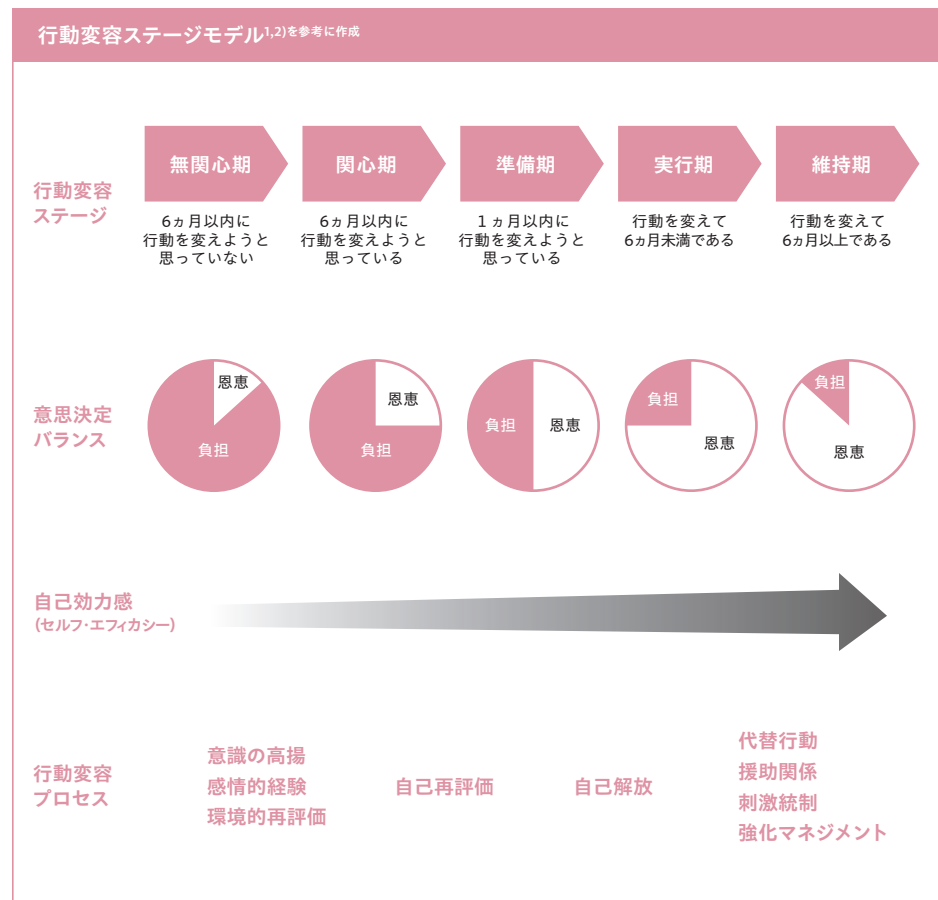 行動変容ステージモデル1,2)を参考に作成
行動変容
ステージ
無関心期
関心期
準備期
実行期
維持期
6ヵ月以内に
行動を変えようと
思っていない
6ヵ月以内に
行動を変えようと
思っている
1ヵ月以内に
行動を変えようと
思っている
行動を変えて
6ヵ月未満である
行動を変えて
6ヵ月以上である
意思決定
バランス
恩恵
負担
恩恵
負担
負担
恩恵
負担
恩恵
負担
恩恵
自己効力感
(セルフ・エフィカシー)
行動変容
プロセス
意識の高揚
感情的経験
環境的再評価
自己再評価
自己解放
代替行動
援助関係
刺激統制
強化マネジメント